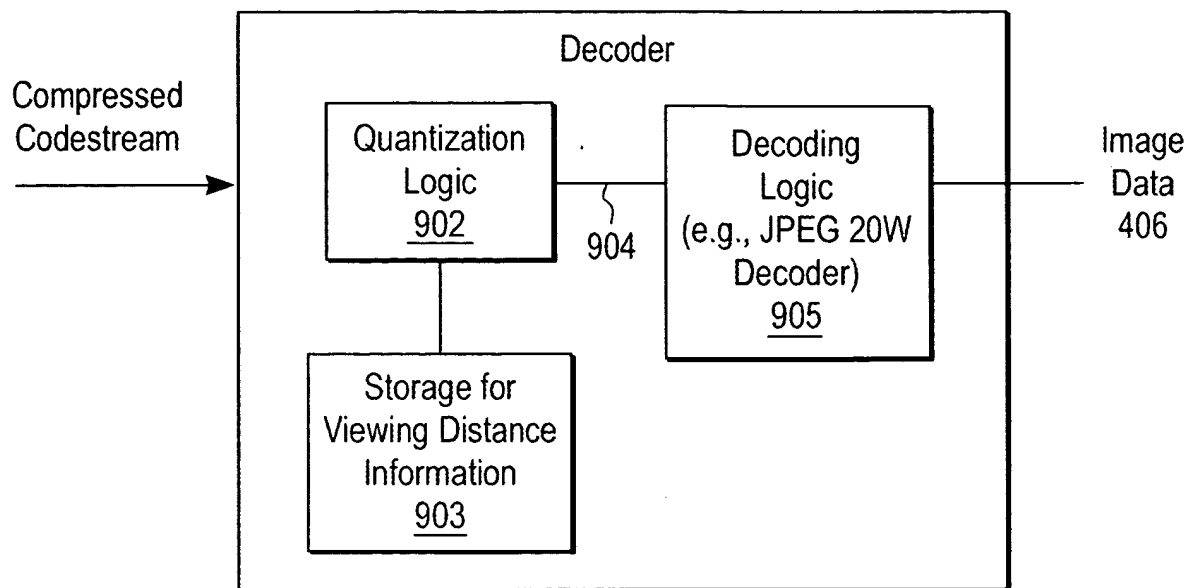 Decoder
Compressed
Codestream
Quantization
Logic
902
904
Decoding
Logic
(e.g., JPEG 20W
Decoder)
905
Image
Data
406
Storage for
Viewing Distance
Information
903